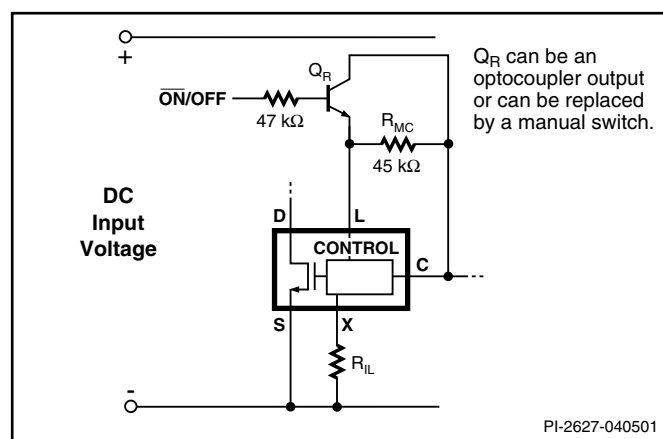 +
Q_R
Q_R can be an
optocoupler output
or can be replaced
by a manual switch.
O̅N̅/OFF
47 kΩ
R_MC
45 kΩ
DC
Input
Voltage
D
L
CONTROL
C
S
X
R_IL
-
PI-2627-040501